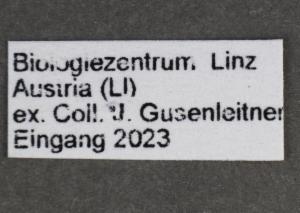 Biologiezentrum Linz
Austria (LI)
ex. Coll. J. Gusenleitner
Eingang 2023